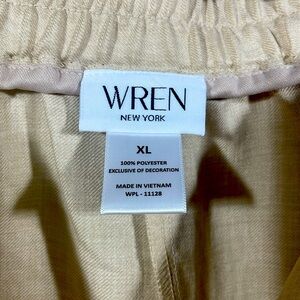 WREN
NEW YORK
XL
100% POLYESTER
EXCLUSIVE OF DECORATION
MADE IN VIETNAM
WPL - 11128